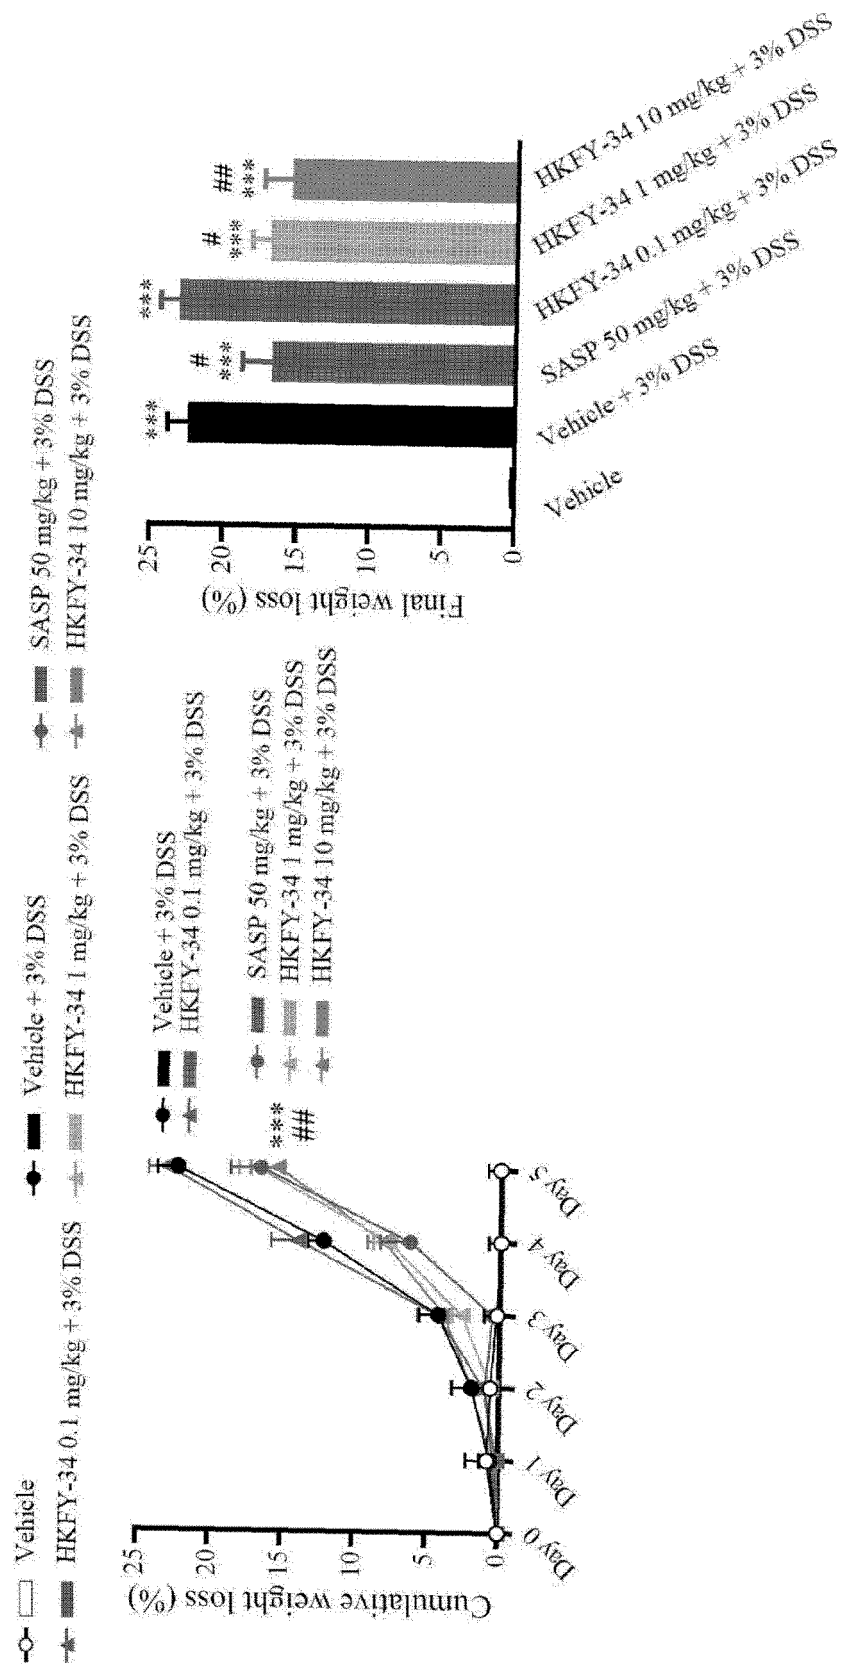 Vehicle
Vehicle + 3% DSS
SASP 50 mg/kg + 3% DSS
HKFY-34 0.1 mg/kg + 3% DSS
HKFY-34 1 mg/kg + 3% DSS
HKFY-34 10 mg/kg + 3% DSS
Cumulative weight loss (%)
25
20
15
10
5
0
Day 0
Day 1
Day 2
Day 3
Day 4
Day 5
***
##
Vehicle + 3% DSS
HKFY-34 0.1 mg/kg + 3% DSS
SASP 50 mg/kg + 3% DSS
HKFY-34 1 mg/kg + 3% DSS
HKFY-34 10 mg/kg + 3% DSS
Final weight loss (%)
25
20
15
10
5
0
***
#
***
***
#
***
##
***
Vehicle
Vehicle + 3% DSS
SASP 50 mg/kg + 3% DSS
HKFY-34 0.1 mg/kg + 3% DSS
HKFY-34 1 mg/kg + 3% DSS
HKFY-34 10 mg/kg + 3% DSS